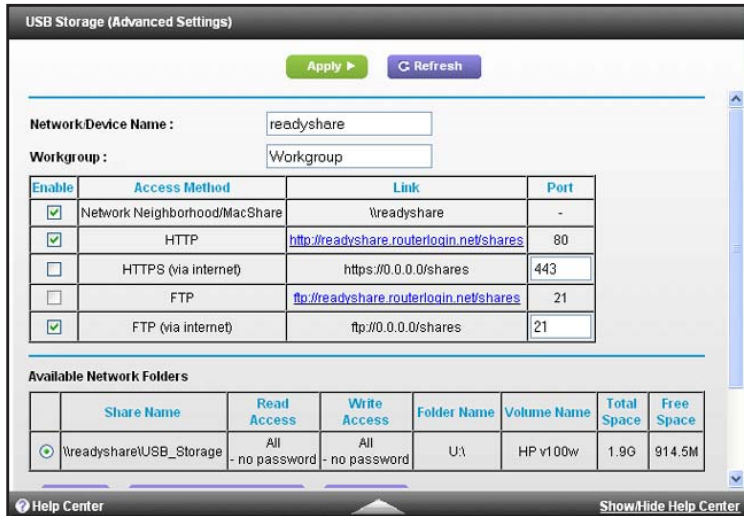 USB Storage (Advanced Settings)
Apply
Refresh
Network/Device Name :
readyshare
Workgroup :
Workgroup
Enable Access Method Link Port
Network Neighborhood/MacShare \\readyshare -
HTTP http://readyshare.routerlogin.net/shares 80
HTTPS (via internet) https://0.0.0.0/shares 443
FTP ftp://readyshare.routerlogin.net/shares 21
FTP (via internet) ftp://0.0.0.0/shares 21
Available Network Folders
Share Name Read Access Write Access Folder Name Volume Name Total Space Free Space
\\readyshare\USB_Storage All - no password All - no password U:\ HP v100w 1.9G 914.5M
Help Center
Show/Hide Help Center